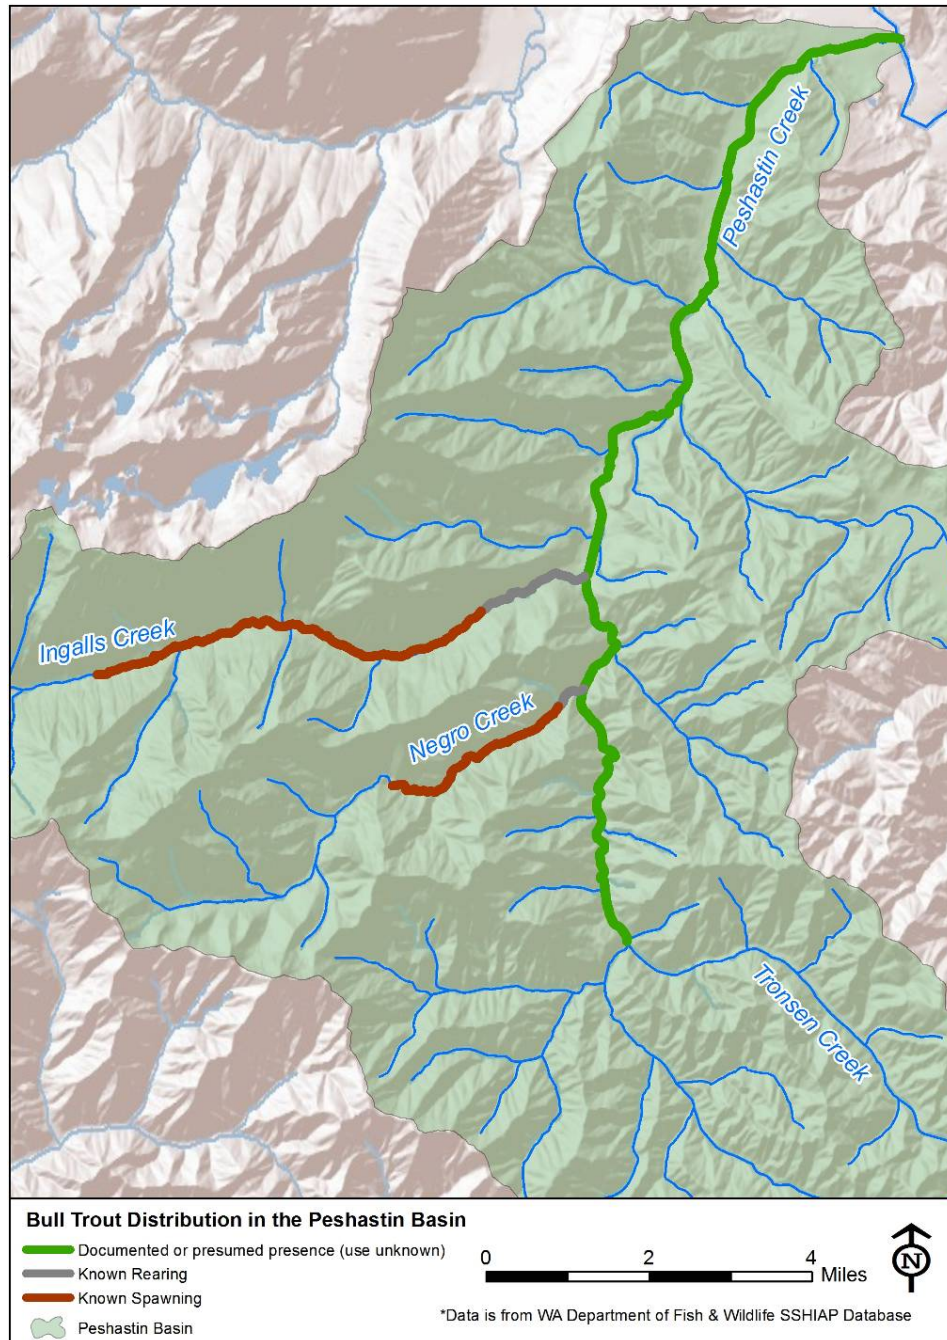 Peshastin Creek
Ingalls Creek
Negro Creek
Tronsen Creek
Bull Trout Distribution in the Peshastin Basin
Documented or presumed presence (use unknown)
Known Rearing
Known Spawning
Peshastin Basin
0 2 4
Miles
N
*Data is from WA Department of Fish & Wildlife SSHIAP Database